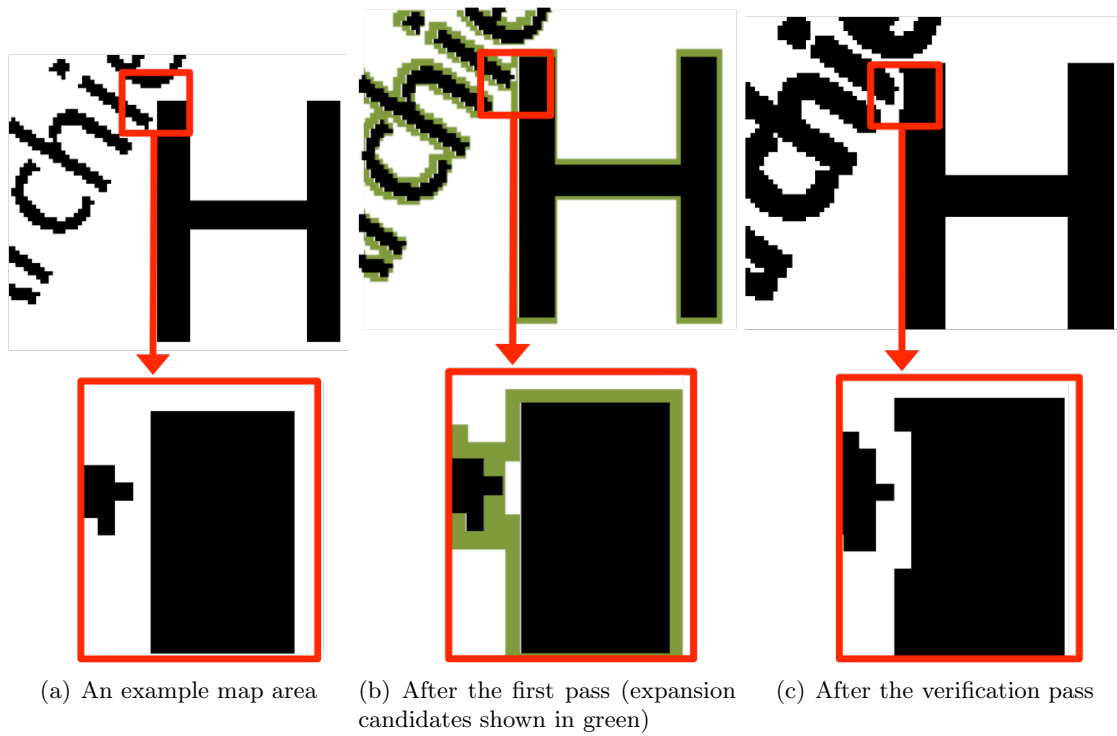 chie
H
chie
H
chie
H
(a) An example map area
(b) After the first pass (expansion
candidates shown in green)
(c) After the verification pass